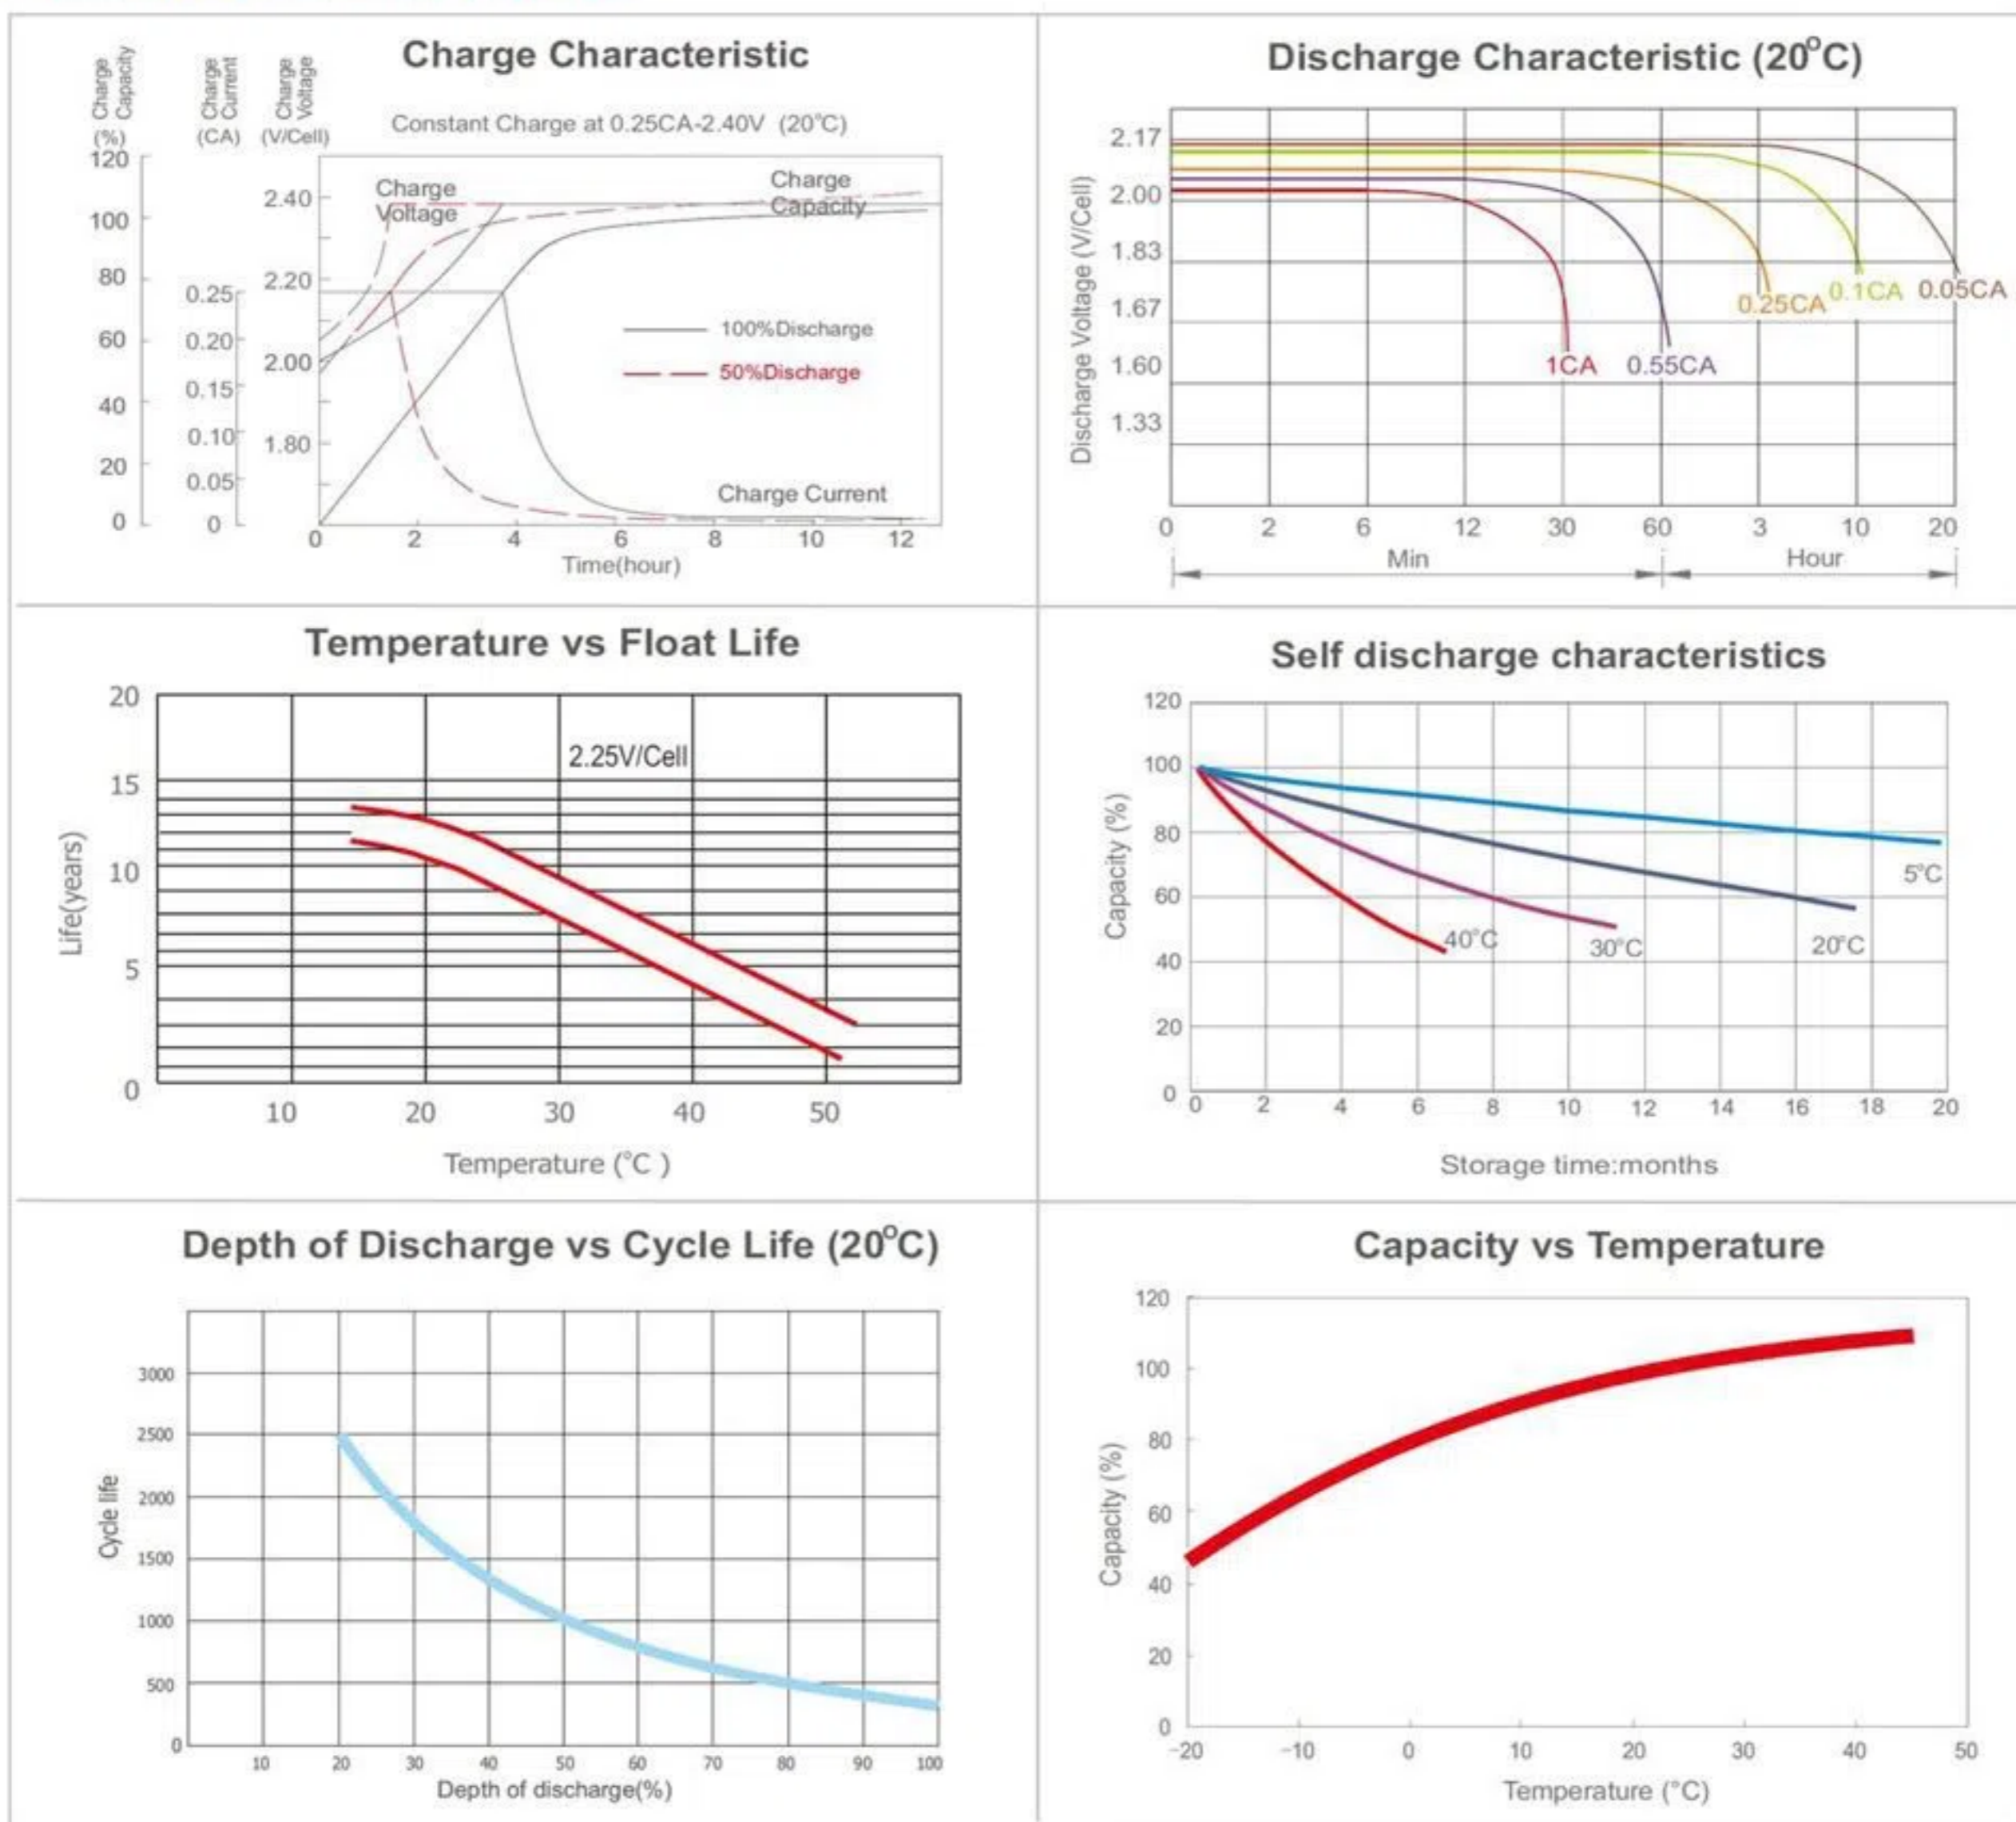 Charge Characteristic
Charge Capacity
(%)
Charge Current
(CA)
Charge Voltage
(V/Cell)
Constant Charge at 0.25CA-2.40V (20°C)
120
100
80
60
40
20
0
0.25
0.20
0.15
0.10
0.05
0
2.40
2.20
2.00
1.80
Charge
Voltage
Charge
Capacity
100%Discharge
50%Discharge
Charge Current
0 2 4 6 8 10 12
Time(hour)
Discharge Characteristic (20°C)
Discharge Voltage (V/Cell)
2.17
2.00
1.83
1.67
1.60
1.33
1CA
0.55CA
0.25CA
0.1CA
0.05CA
0 2 6 12 30 60 3 10 20
Min Hour
Temperature vs Float Life
Life(years)
20
15
10
5
0
2.25V/Cell
10 20 30 40 50
Temperature (°C )
Self discharge characteristics
Capacity (%)
120
100
80
60
40
20
0
5°C
40°C
30°C
20°C
0 2 4 6 8 10 12 14 16 18 20
Storage time:months
Depth of Discharge vs Cycle Life (20°C)
Cycle life
3000
2500
2000
1500
1000
500
0
10 20 30 40 50 60 70 80 90 100
Depth of discharge(%)
Capacity vs Temperature
Capacity (%)
120
100
80
60
40
20
0
−20 −10 0 10 20 30 40 50
Temperature (°C)